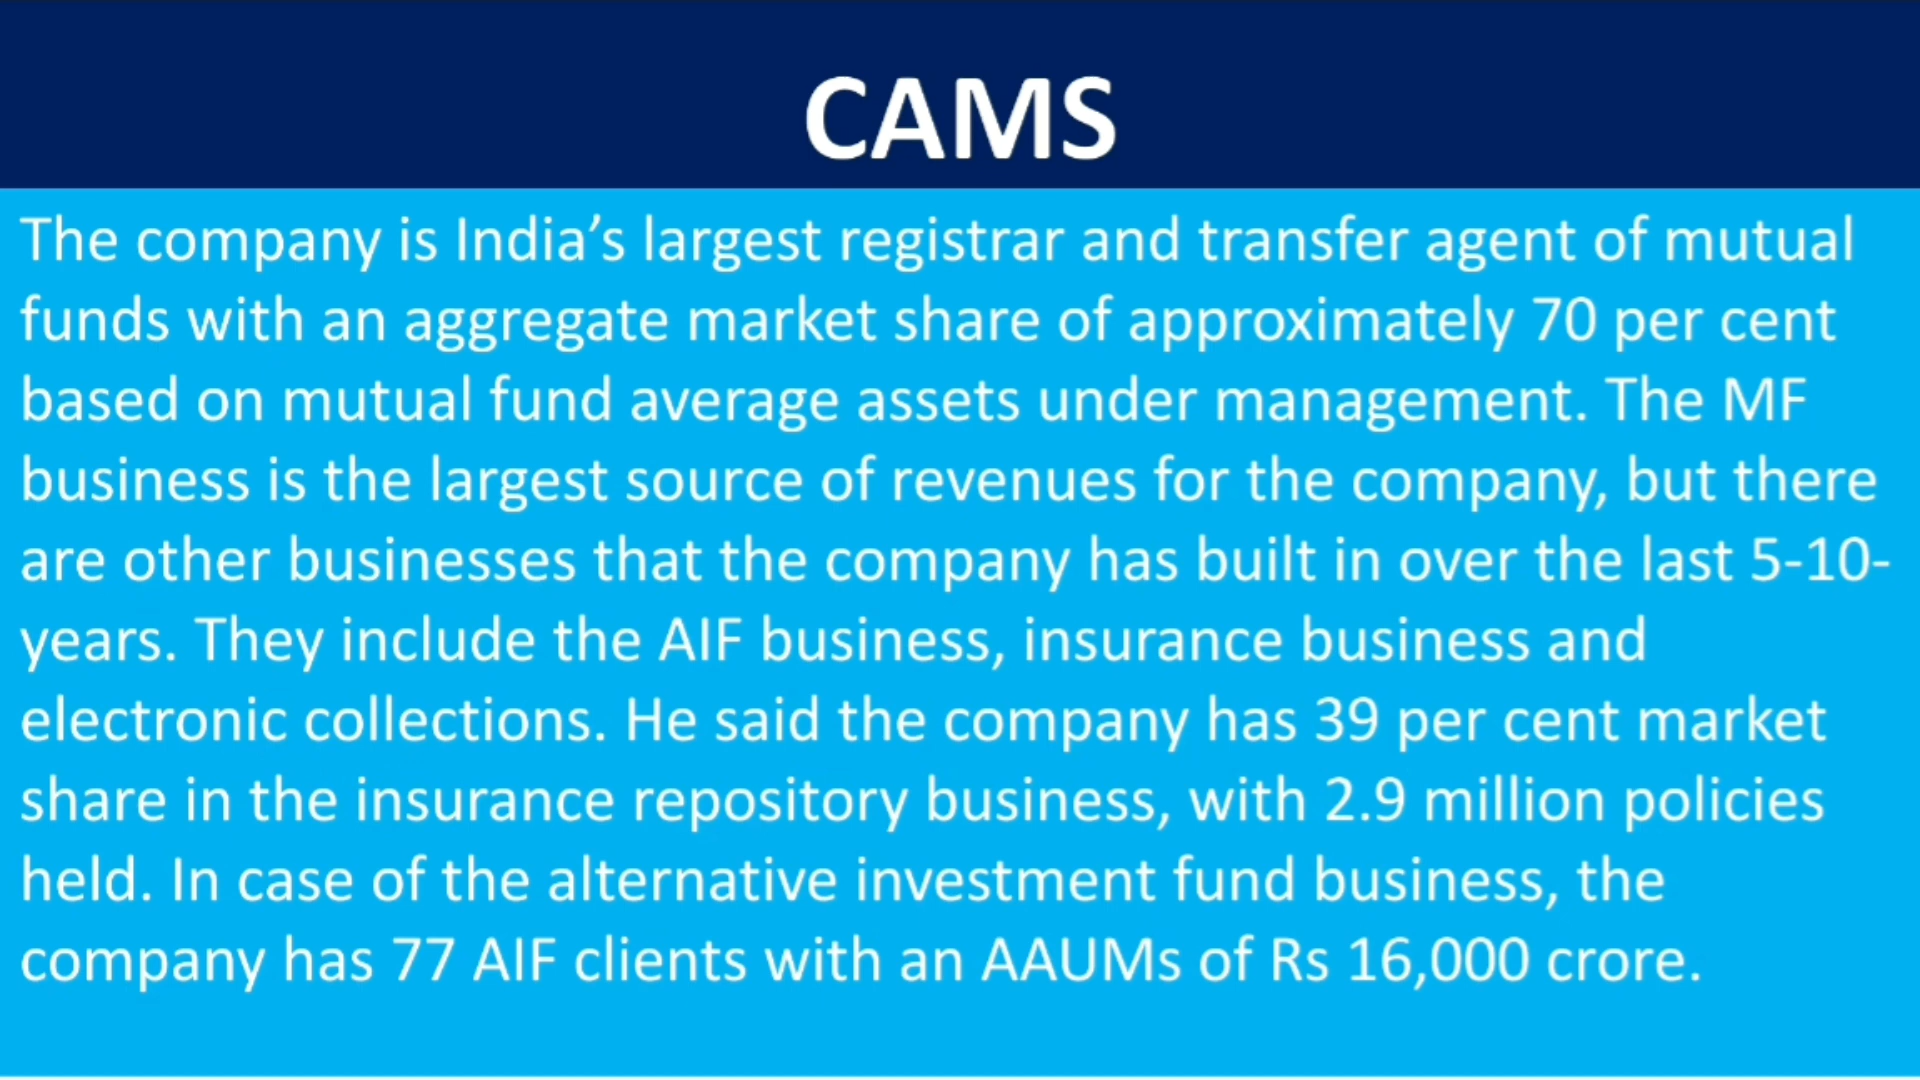 CAMS
The company is India’s largest registrar and transfer agent of mutual
funds with an aggregate market share of approximately 70 per cent
based on mutual fund average assets under management. The MF
business is the largest source of revenues for the company, but there
are other businesses that the company has built in over the last 5-10-
years. They include the AIF business, insurance business and
electronic collections. He said the company has 39 per cent market
share in the insurance repository business, with 2.9 million policies
held. In case of the alternative investment fund business, the
company has 77 AIF clients with an AAUMs of Rs 16,000 crore.